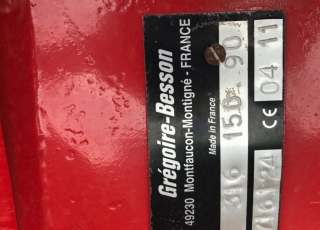 Grégoire-Besson
49230 Montfaucon-Montigné - FRANCE
Made in France
316 150 90
CE 04 11